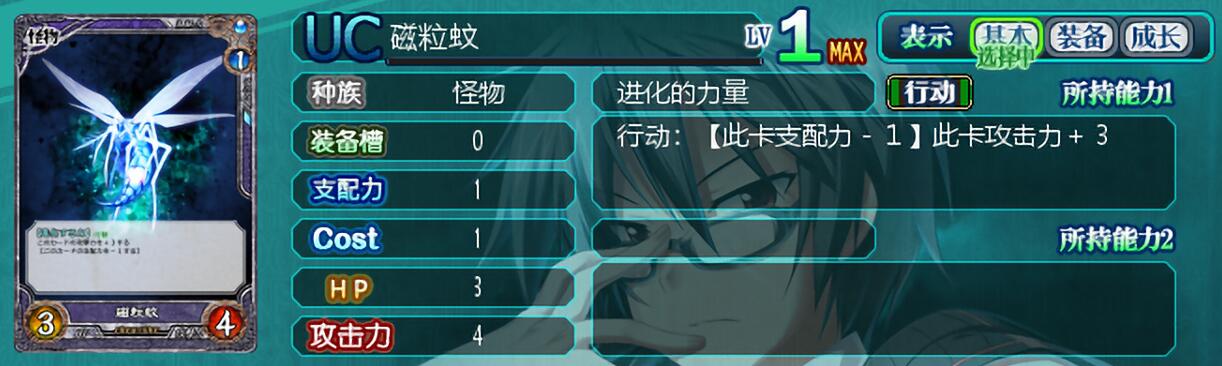 怪物
1
3
磁粒蚊
4
UC 磁粒蚊 LV 1 MAX
表示 基本 装备 成长
选择中
种族 怪物
装备槽 0
支配力 1
Cost 1
HP 3
攻击力 4
进化的力量 行动 所持能力1
行动：【此卡支配力－1】此卡攻击力＋3
所持能力2